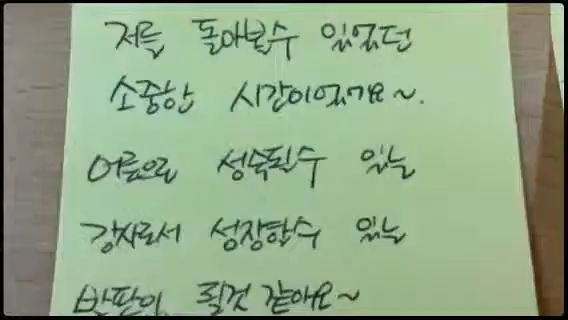 저를 돌아볼수 있었던
소중한 시간이였어요~.
어른으로 성숙될수 있는
강사로서 성장할수 있는
발판이 될것 같아요~